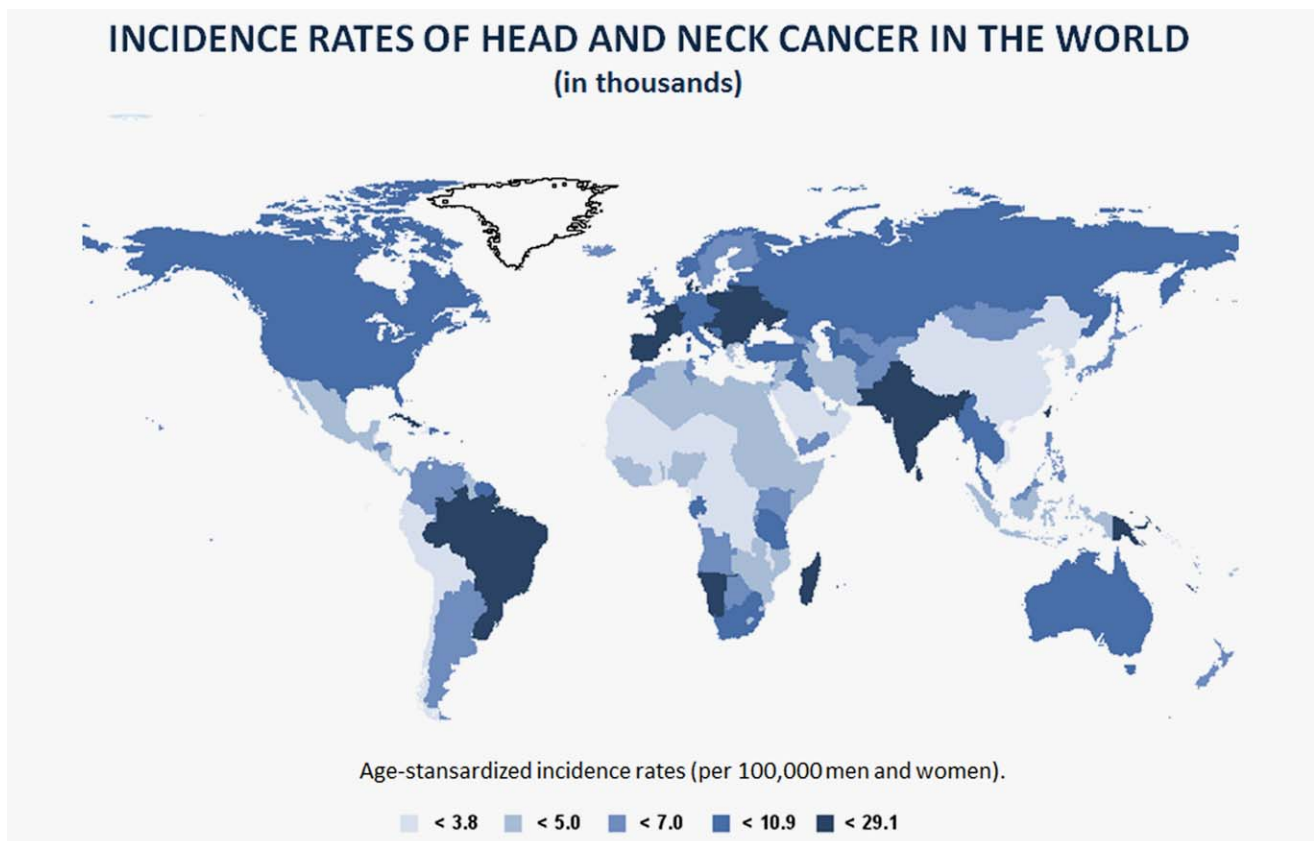 INCIDENCE RATES OF HEAD AND NECK CANCER IN THE WORLD
(in thousands)
Age-stansardized incidence rates (per 100,000 men and women).
< 3.8 < 5.0 < 7.0 < 10.9 < 29.1